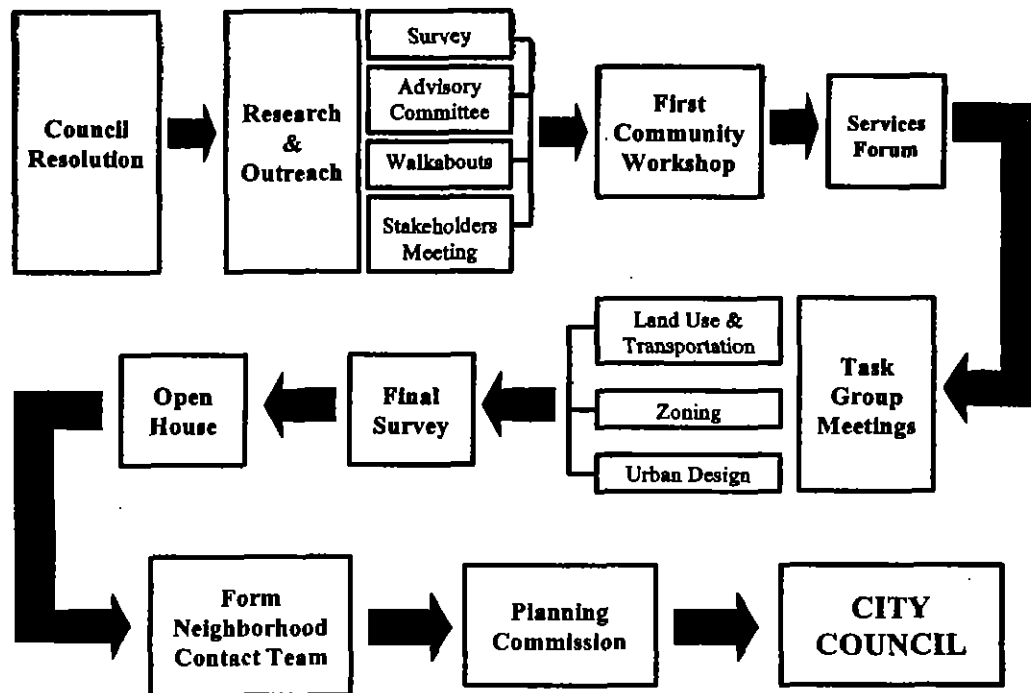 Council
Resolution
Research
&
Outreach
Survey
Advisory
Committee
Walkabouts
Stakeholders
Meeting
First
Community
Workshop
Services
Forum
Task
Group
Meetings
Land Use &
Transportation
Zoning
Urban Design
Final
Survey
Open
House
Form
Neighborhood
Contact Team
Planning
Commission
CITY
COUNCIL